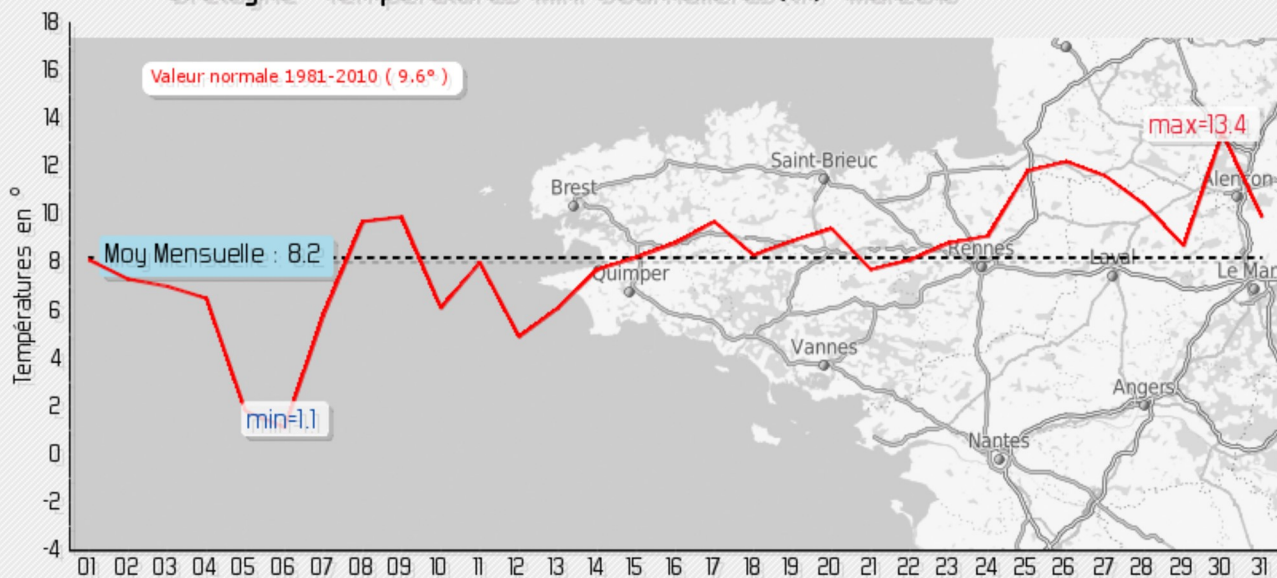 18
16
14
12
10
8
6
4
2
0
-2
-4
Températures en °
Valeur normale 1981-2010 ( 9.6° )
max=13.4
Moy Mensuelle : 8.2
min=1.1
Saint-Brieuc
Brest
Alençon
Rennes
Laval
Quimper
Vannes
Angers
Nantes
01 02 03 04 05 06 07 08 09 10 11 12 13 14 15 16 17 18 19 20 21 22 23 24 25 26 27 28 29 30 31